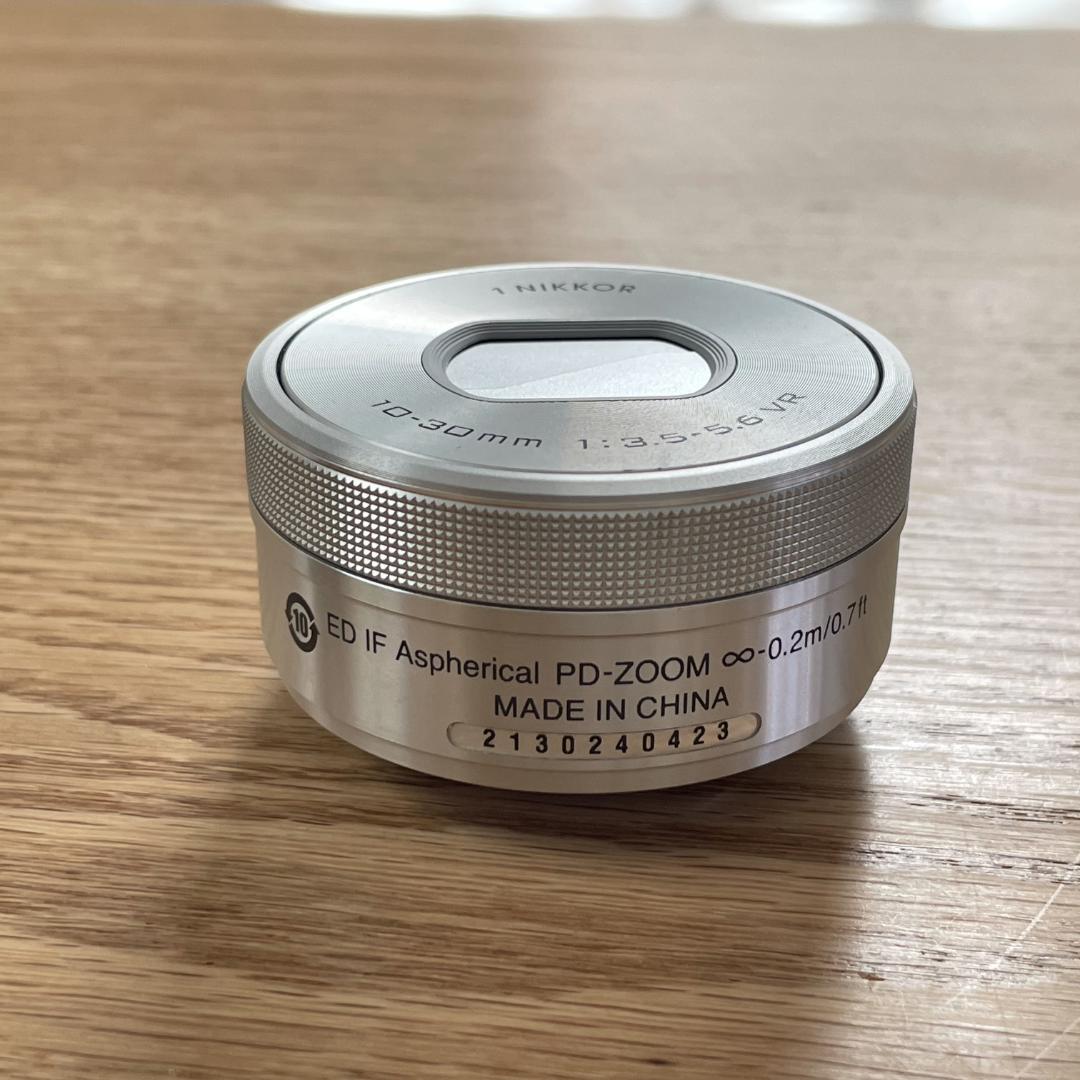 1 NIKKOR
10-30mm 1:3.5-5.6 VR
10 ED IF Aspherical PD-ZOOM ∞-0.2m/0.7ft
MADE IN CHINA
2130240423